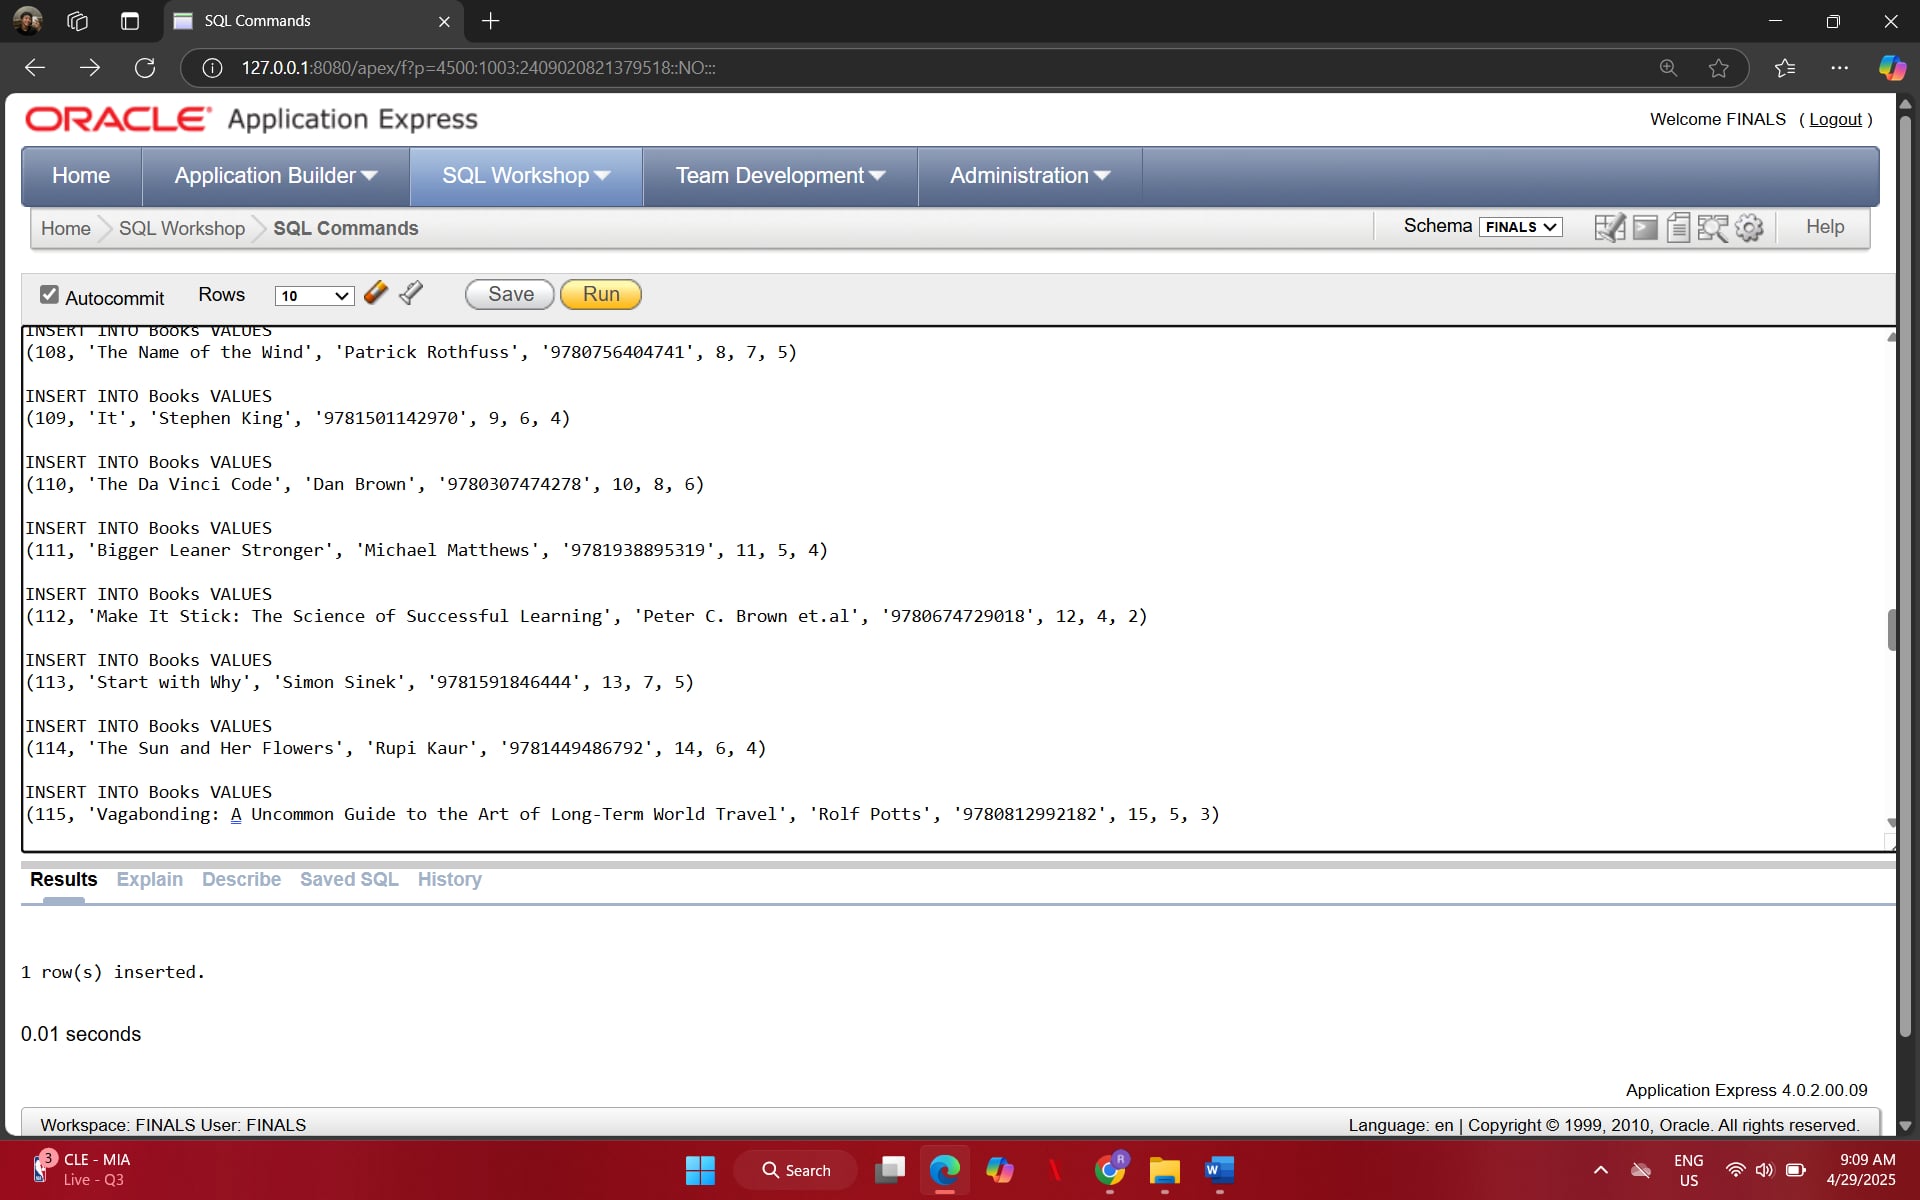 SQL Commands
127.0.0.1:8080/apex/f?p=4500:1003:2409020821379518::NO:::
ORACLE Application Express
Welcome FINALS ( Logout )
Home Application Builder SQL Workshop Team Development Administration
Home SQL Workshop SQL Commands Schema FINALS Help
Autocommit Rows 10 Save Run
INSERT INTO Books VALUES
(108, 'The Name of the Wind', 'Patrick Rothfuss', '9780756404741', 8, 7, 5)
INSERT INTO Books VALUES
(109, 'It', 'Stephen King', '9781501142970', 9, 6, 4)
INSERT INTO Books VALUES
(110, 'The Da Vinci Code', 'Dan Brown', '9780307474278', 10, 8, 6)
INSERT INTO Books VALUES
(111, 'Bigger Leaner Stronger', 'Michael Matthews', '9781938895319', 11, 5, 4)
INSERT INTO Books VALUES
(112, 'Make It Stick: The Science of Successful Learning', 'Peter C. Brown et.al', '9780674729018', 12, 4, 2)
INSERT INTO Books VALUES
(113, 'Start with Why', 'Simon Sinek', '9781591846444', 13, 7, 5)
INSERT INTO Books VALUES
(114, 'The Sun and Her Flowers', 'Rupi Kaur', '9781449486792', 14, 6, 4)
INSERT INTO Books VALUES
(115, 'Vagabonding: A Uncommon Guide to the Art of Long-Term World Travel', 'Rolf Potts', '9780812992182', 15, 5, 3)
Results Explain Describe Saved SQL History
1 row(s) inserted.
0.01 seconds
Application Express 4.0.2.00.09
Workspace: FINALS User: FINALS Language: en | Copyright © 1999, 2010, Oracle. All rights reserved.
3 CLE - MIA
Live - Q3
Search
R
W
ENG
US
9:09 AM
4/29/2025